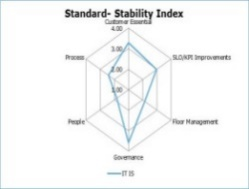 Standard- Stability Index
Customer Essential
4.00
3.00
Process
SLO/KPI Improvements
2.00
1.00
People
Floor Management
Governance
IT IS